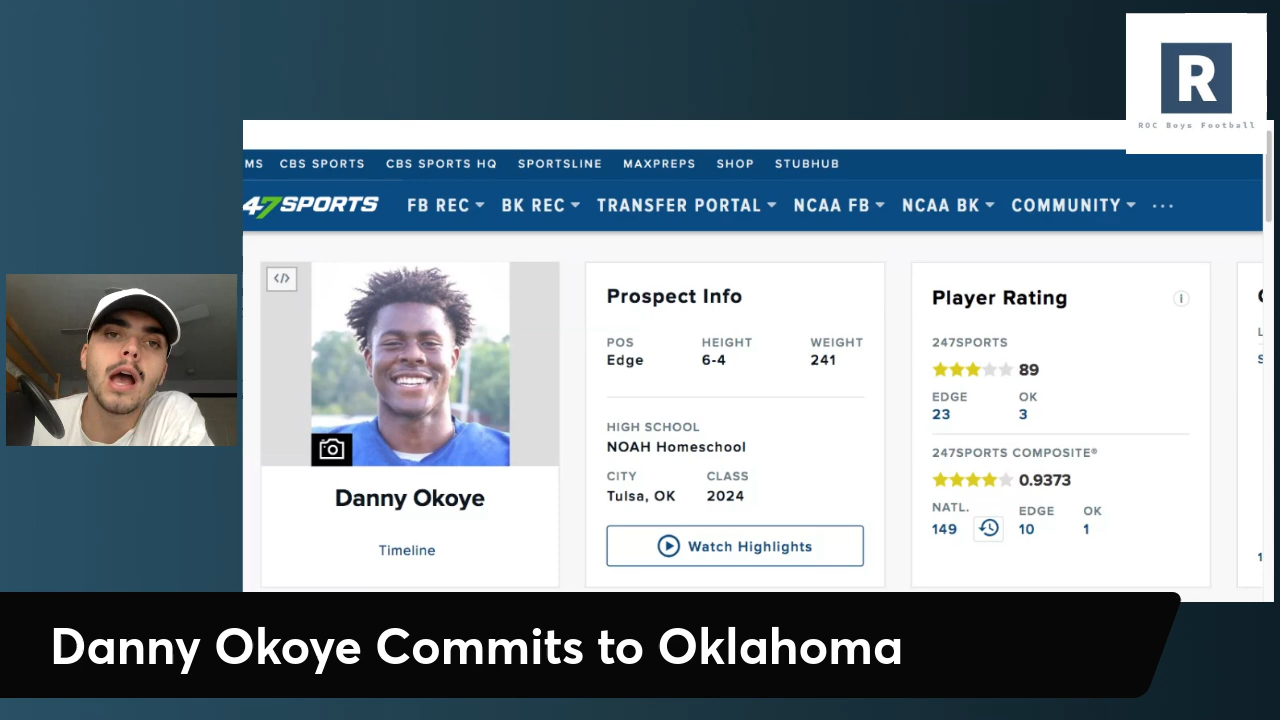 R
ROC Boys Football
MS CBS SPORTS CBS SPORTS HQ SPORTSLINE MAXPREPS SHOP STUBHUB
47SPORTS FB REC BK REC TRANSFER PORTAL NCAA FB NCAA BK COMMUNITY ...
</>
Danny Okoye
Timeline
Prospect Info
POS HEIGHT WEIGHT
Edge 6-4 241
HIGH SCHOOL
NOAH Homeschool
CITY CLASS
Tulsa, OK 2024
Watch Highlights
Player Rating i
247SPORTS
89
EDGE OK
23 3
247SPORTS COMPOSITE®
0.9373
NATL. EDGE OK
149 10 1
Danny Okoye Commits to Oklahoma